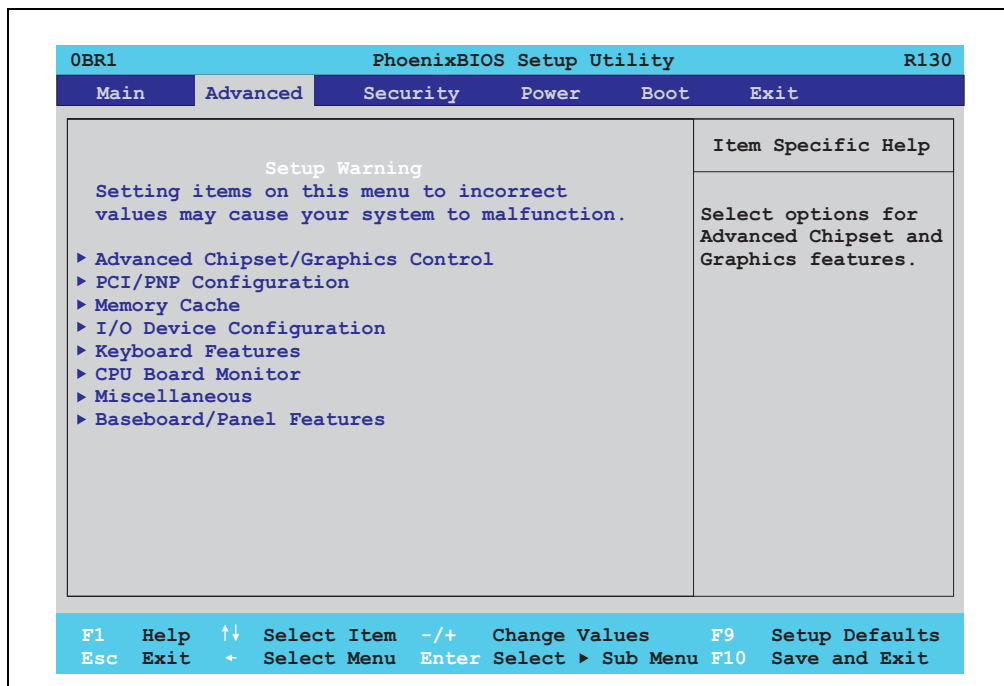 0BR1 PhoenixBIOS Setup Utility R130
Main Advanced Security Power Boot Exit
Setup Warning
Setting items on this menu to incorrect
values may cause your system to malfunction.
▶ Advanced Chipset/Graphics Control
▶ PCI/PNP Configuration
▶ Memory Cache
▶ I/O Device Configuration
▶ Keyboard Features
▶ CPU Board Monitor
▶ Miscellaneous
▶ Baseboard/Panel Features
Item Specific Help
Select options for
Advanced Chipset and
Graphics features.
F1 Help ↑↓ Select Item -/+ Change Values F9 Setup Defaults
Esc Exit ← Select Menu Enter Select ▶ Sub Menu F10 Save and Exit